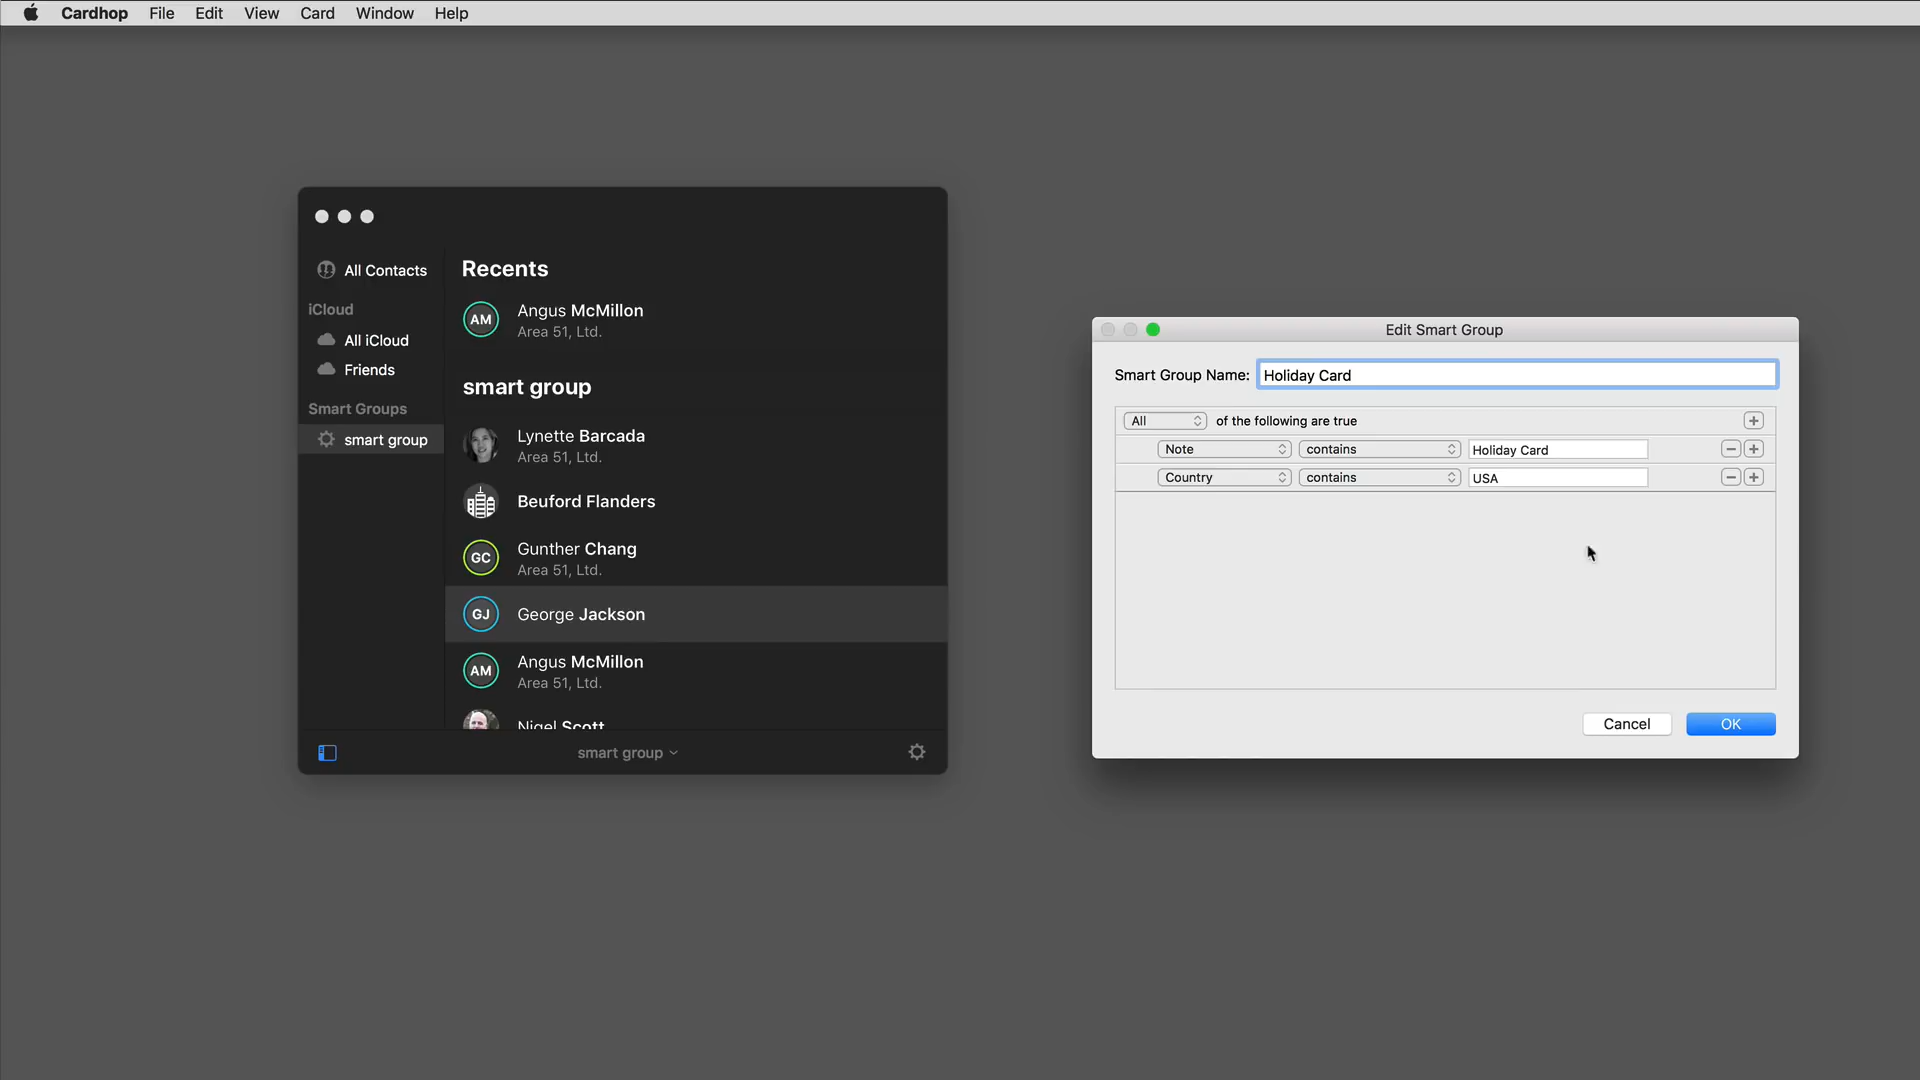 Cardhop File Edit View Card Window Help
All Contacts
iCloud
All iCloud
Friends
Smart Groups
smart group
Recents
AM Angus McMillon
Area 51, Ltd.
smart group
Lynette Barcada
Area 51, Ltd.
Beuford Flanders
GC Gunther Chang
Area 51, Ltd.
GJ George Jackson
AM Angus McMillon
Area 51, Ltd.
Nigel Scott
smart group
Edit Smart Group
Smart Group Name: Holiday Card
All of the following are true
Note contains Holiday Card
Country contains USA
Cancel OK